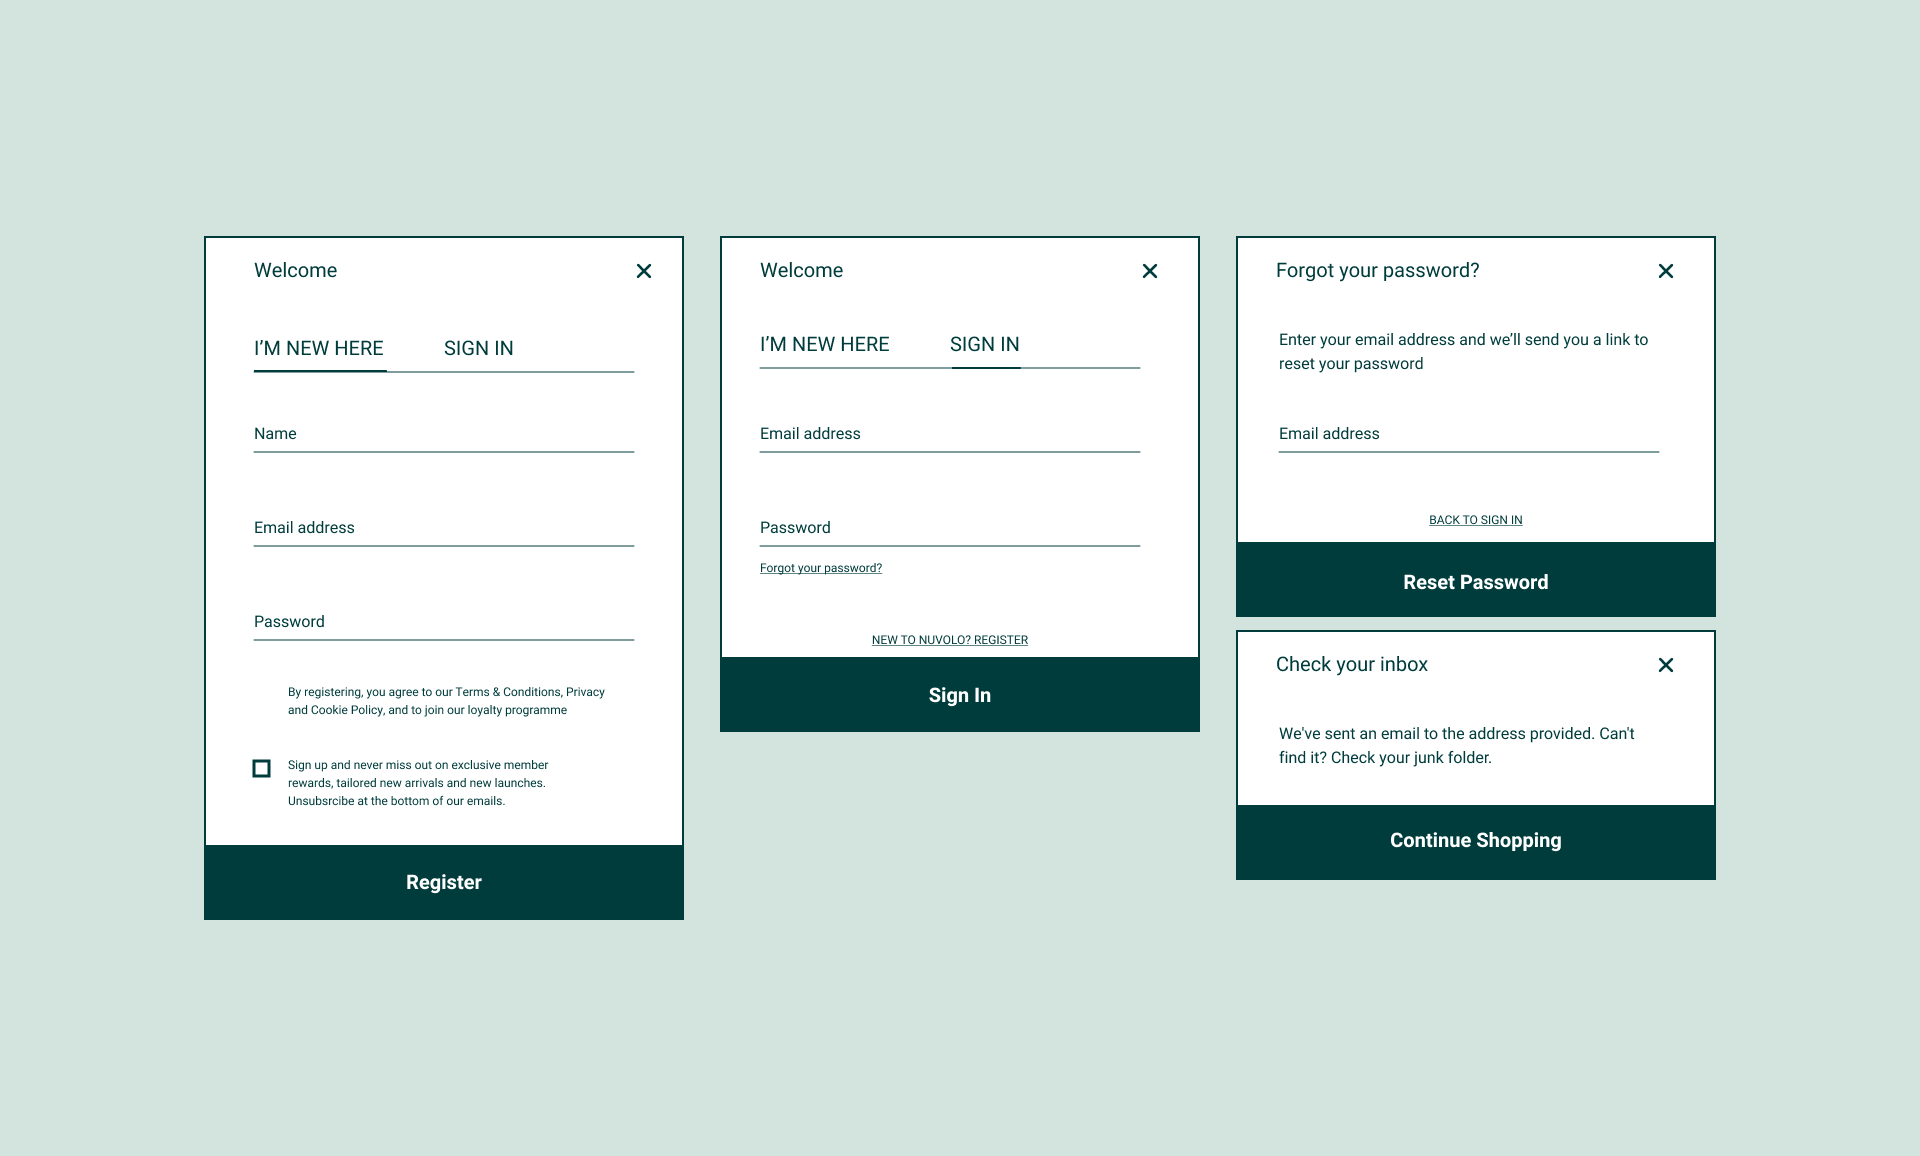 Welcome
I’M NEW HERE
SIGN IN
Name
Email address
Password
By registering, you agree to our Terms & Conditions, Privacy
and Cookie Policy, and to join our loyalty programme
Sign up and never miss out on exclusive member
rewards, tailored new arrivals and new launches.
Unsubsrcibe at the bottom of our emails.
Register
Welcome
I’M NEW HERE
SIGN IN
Email address
Password
Forgot your password?
NEW TO NUVOLO? REGISTER
Sign In
Forgot your password?
Enter your email address and we’ll send you a link to
reset your password
Email address
BACK TO SIGN IN
Reset Password
Check your inbox
We've sent an email to the address provided. Can't
find it? Check your junk folder.
Continue Shopping